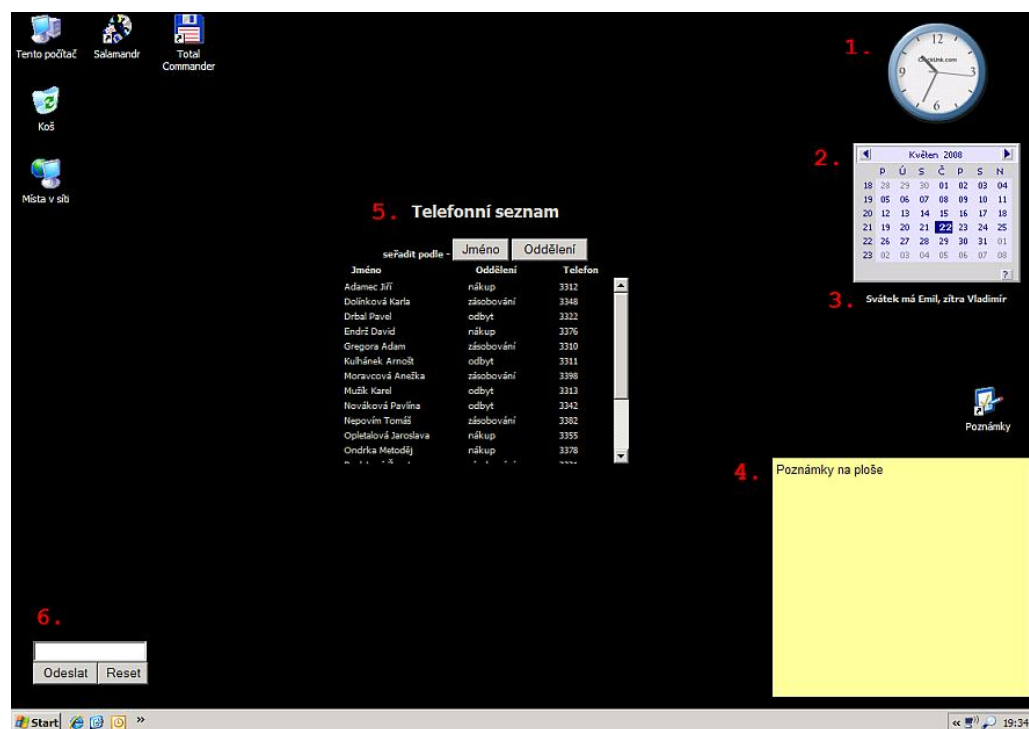 Tento počítač
Salamandr
Total Commander
Koš
Místa v síti
1.
12
3
6
9
ClockLink.com
2.
Květen 2008
P Ú S Č P S N
18 28 29 30 01 02 03 04
19 05 06 07 08 09 10 11
20 12 13 14 15 16 17 18
21 19 20 21 22 23 24 25
22 26 27 28 29 30 31 01
23 02 03 04 05 06 07 08
?
3. Svátek má Emil, zítra Vladimír
5. Telefonní seznam
seřadit podle - Jméno Oddělení
Jméno Oddělení Telefon
Adamec Jiří nákup 3312
Dolínková Karla zásobování 3348
Drbal Pavel odbyt 3322
Endrž David nákup 3376
Gregora Adam zásobování 3310
Kulhánek Arnošt odbyt 3311
Moravcová Anežka zásobování 3398
Mužík Karel odbyt 3313
Nováková Pavlína odbyt 3342
Nepovím Tomáš zásobování 3382
Opletalová Jaroslava nákup 3355
Ondrka Metoděj nákup 3378
Poznámky
4. Poznámky na ploše
6.
Odeslat Reset
Start » « 19:34